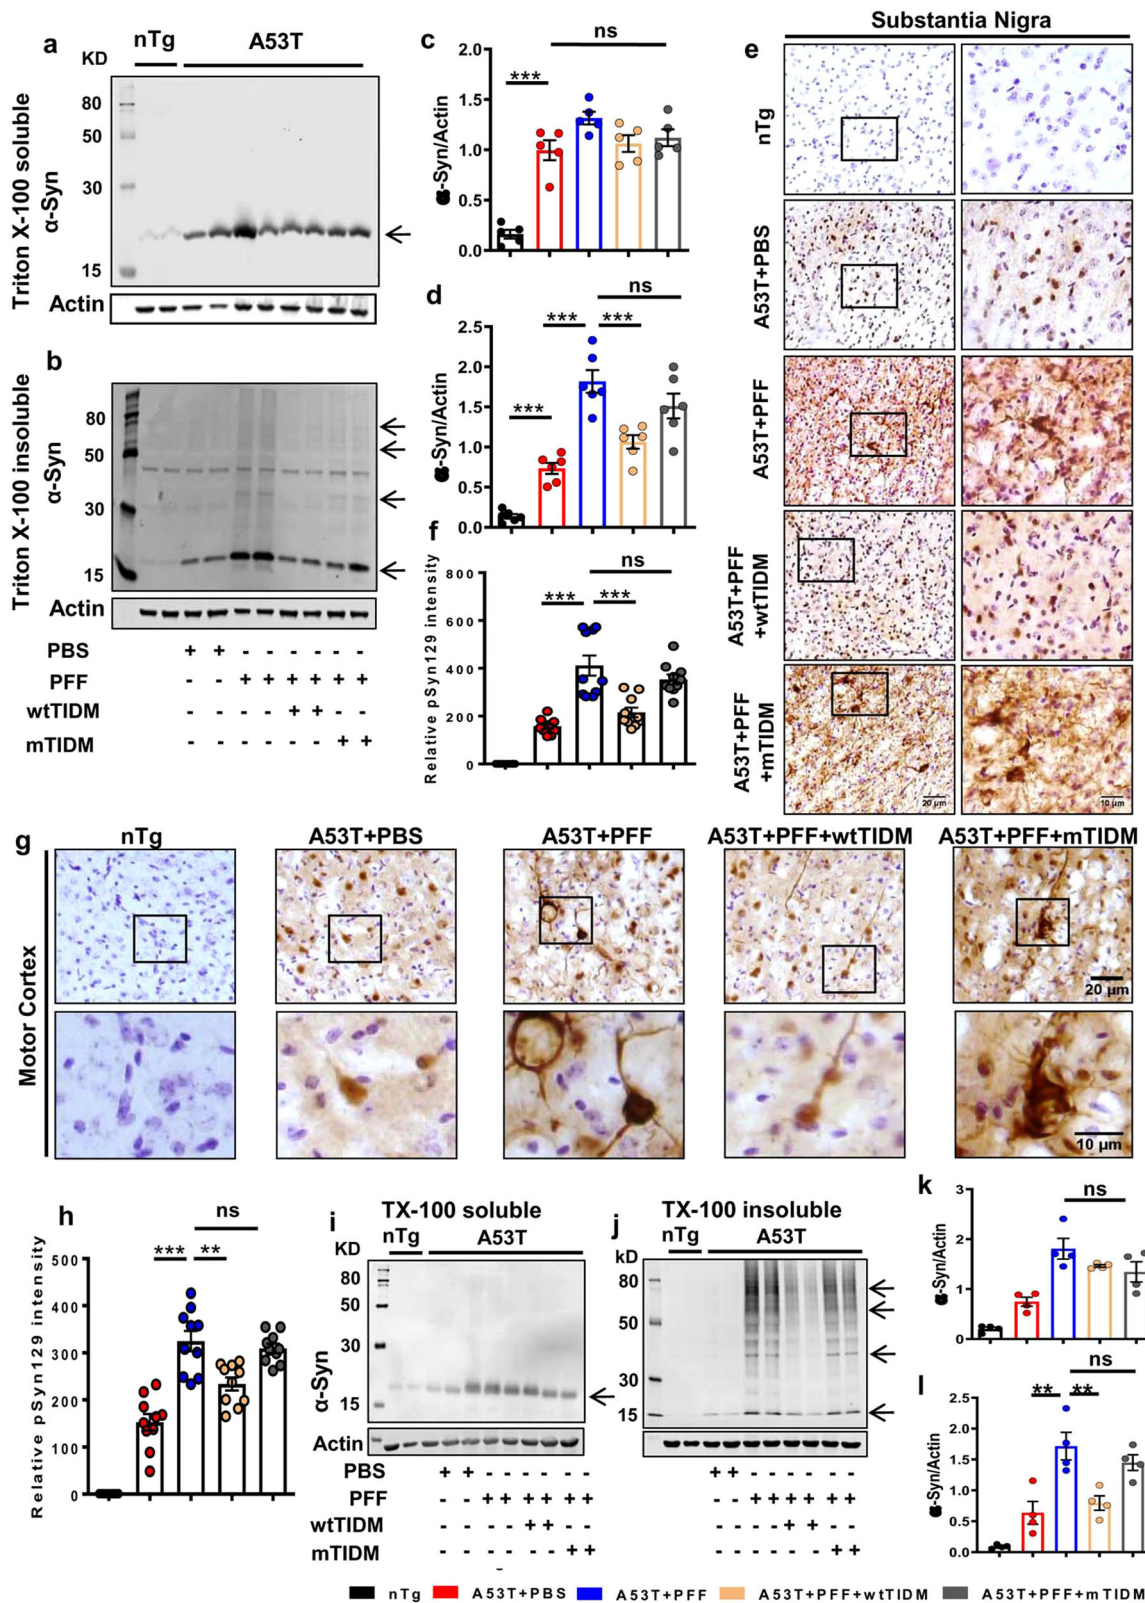 a
nTg
A53T
KD
80
50
30
15
Triton X-100 soluble
α-Syn
Actin
b
80
50
30
15
Triton X-100 insoluble
α-Syn
Actin
PBS - - + + - - - - - -
PFF - - - - + + + + + +
wtTIDM - - - - - - + + - -
mTIDM - - - - - - - - + +
c
ns
***
2.0
1.5
1.0
0.5
0.0
-Syn/Actin
d
ns
*** ***
***
2.5
2.0
1.5
1.0
0.5
0.0
-Syn/Actin
f
ns
*** ***
800
600
400
200
0
Relative pSyn129 intensity
Substantia Nigra
e
nTg
A53T+PBS
A53T+PFF
A53T+PFF
+wtTIDM
A53T+PFF
+mTIDM
20 µm
10 µm
g
nTg
A53T+PBS
A53T+PFF
A53T+PFF+wtTIDM
A53T+PFF+mTIDM
Motor Cortex
20 µm
10 µm
h
ns
*** **
500
400
300
200
100
0
Relative pSyn129 intensity
i
TX-100 soluble
nTg
A53T
KD
80
50
30
15
α-Syn
Actin
PBS - - + + - - - - - -
PFF - - - - + + + + + +
wtTIDM - - - - - - + + - -
mTIDM - - - - - - - - + +
j
TX-100 insoluble
nTg
A53T
kD
80
50
30
15
- - + + - - - - - -
- - - - + + + + + +
- - - - - - + + - -
- - - - - - - - + +
k
ns
3
2
1
0
-Syn/Actin
l
ns
** **
2.5
2.0
1.5
1.0
0.5
0.0
-Syn/Actin
nTg
A53T+PBS
A53T+PFF
A53T+PFF+wtTIDM
A53T+PFF+mTIDM